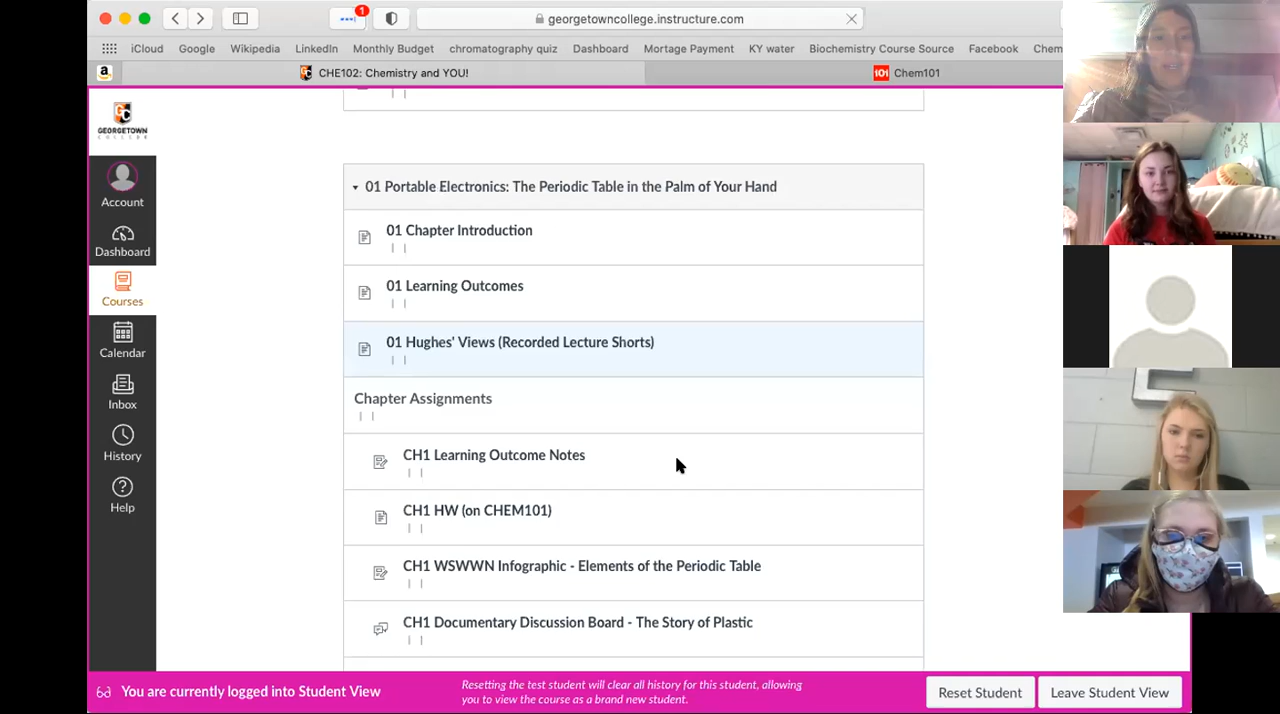 1
georgetowncollege.instructure.com
iCloud Google Wikipedia LinkedIn Monthly Budget chromatography quiz Dashboard Mortage Payment KY water Biochemistry Course Source Facebook Chem
a CHE102: Chemistry and YOU! 101 Chem101
GC
GEORGETOWN
COLLEGE
Account
Dashboard
Courses
Calendar
Inbox
History
Help
01 Portable Electronics: The Periodic Table in the Palm of Your Hand
01 Chapter Introduction
01 Learning Outcomes
01 Hughes' Views (Recorded Lecture Shorts)
Chapter Assignments
CH1 Learning Outcome Notes
CH1 HW (on CHEM101)
CH1 WSWWN Infographic - Elements of the Periodic Table
CH1 Documentary Discussion Board - The Story of Plastic
You are currently logged into Student View
Resetting the test student will clear all history for this student, allowing
you to view the course as a brand new student.
Reset Student
Leave Student View